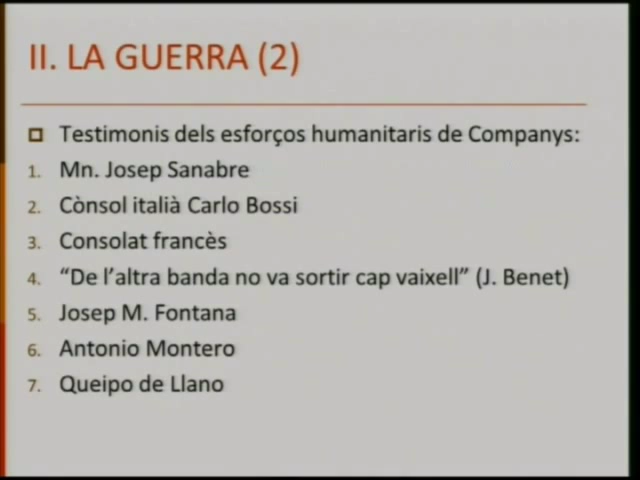 II. LA GUERRA (2)
Testimonis dels esforços humanitaris de Companys:
1. Mn. Josep Sanabre
2. Cònsol italià Carlo Bossi
3. Consolat francès
4. “De l’altra banda no va sortir cap vaixell” (J. Benet)
5. Josep M. Fontana
6. Antonio Montero
7. Queipo de Llano